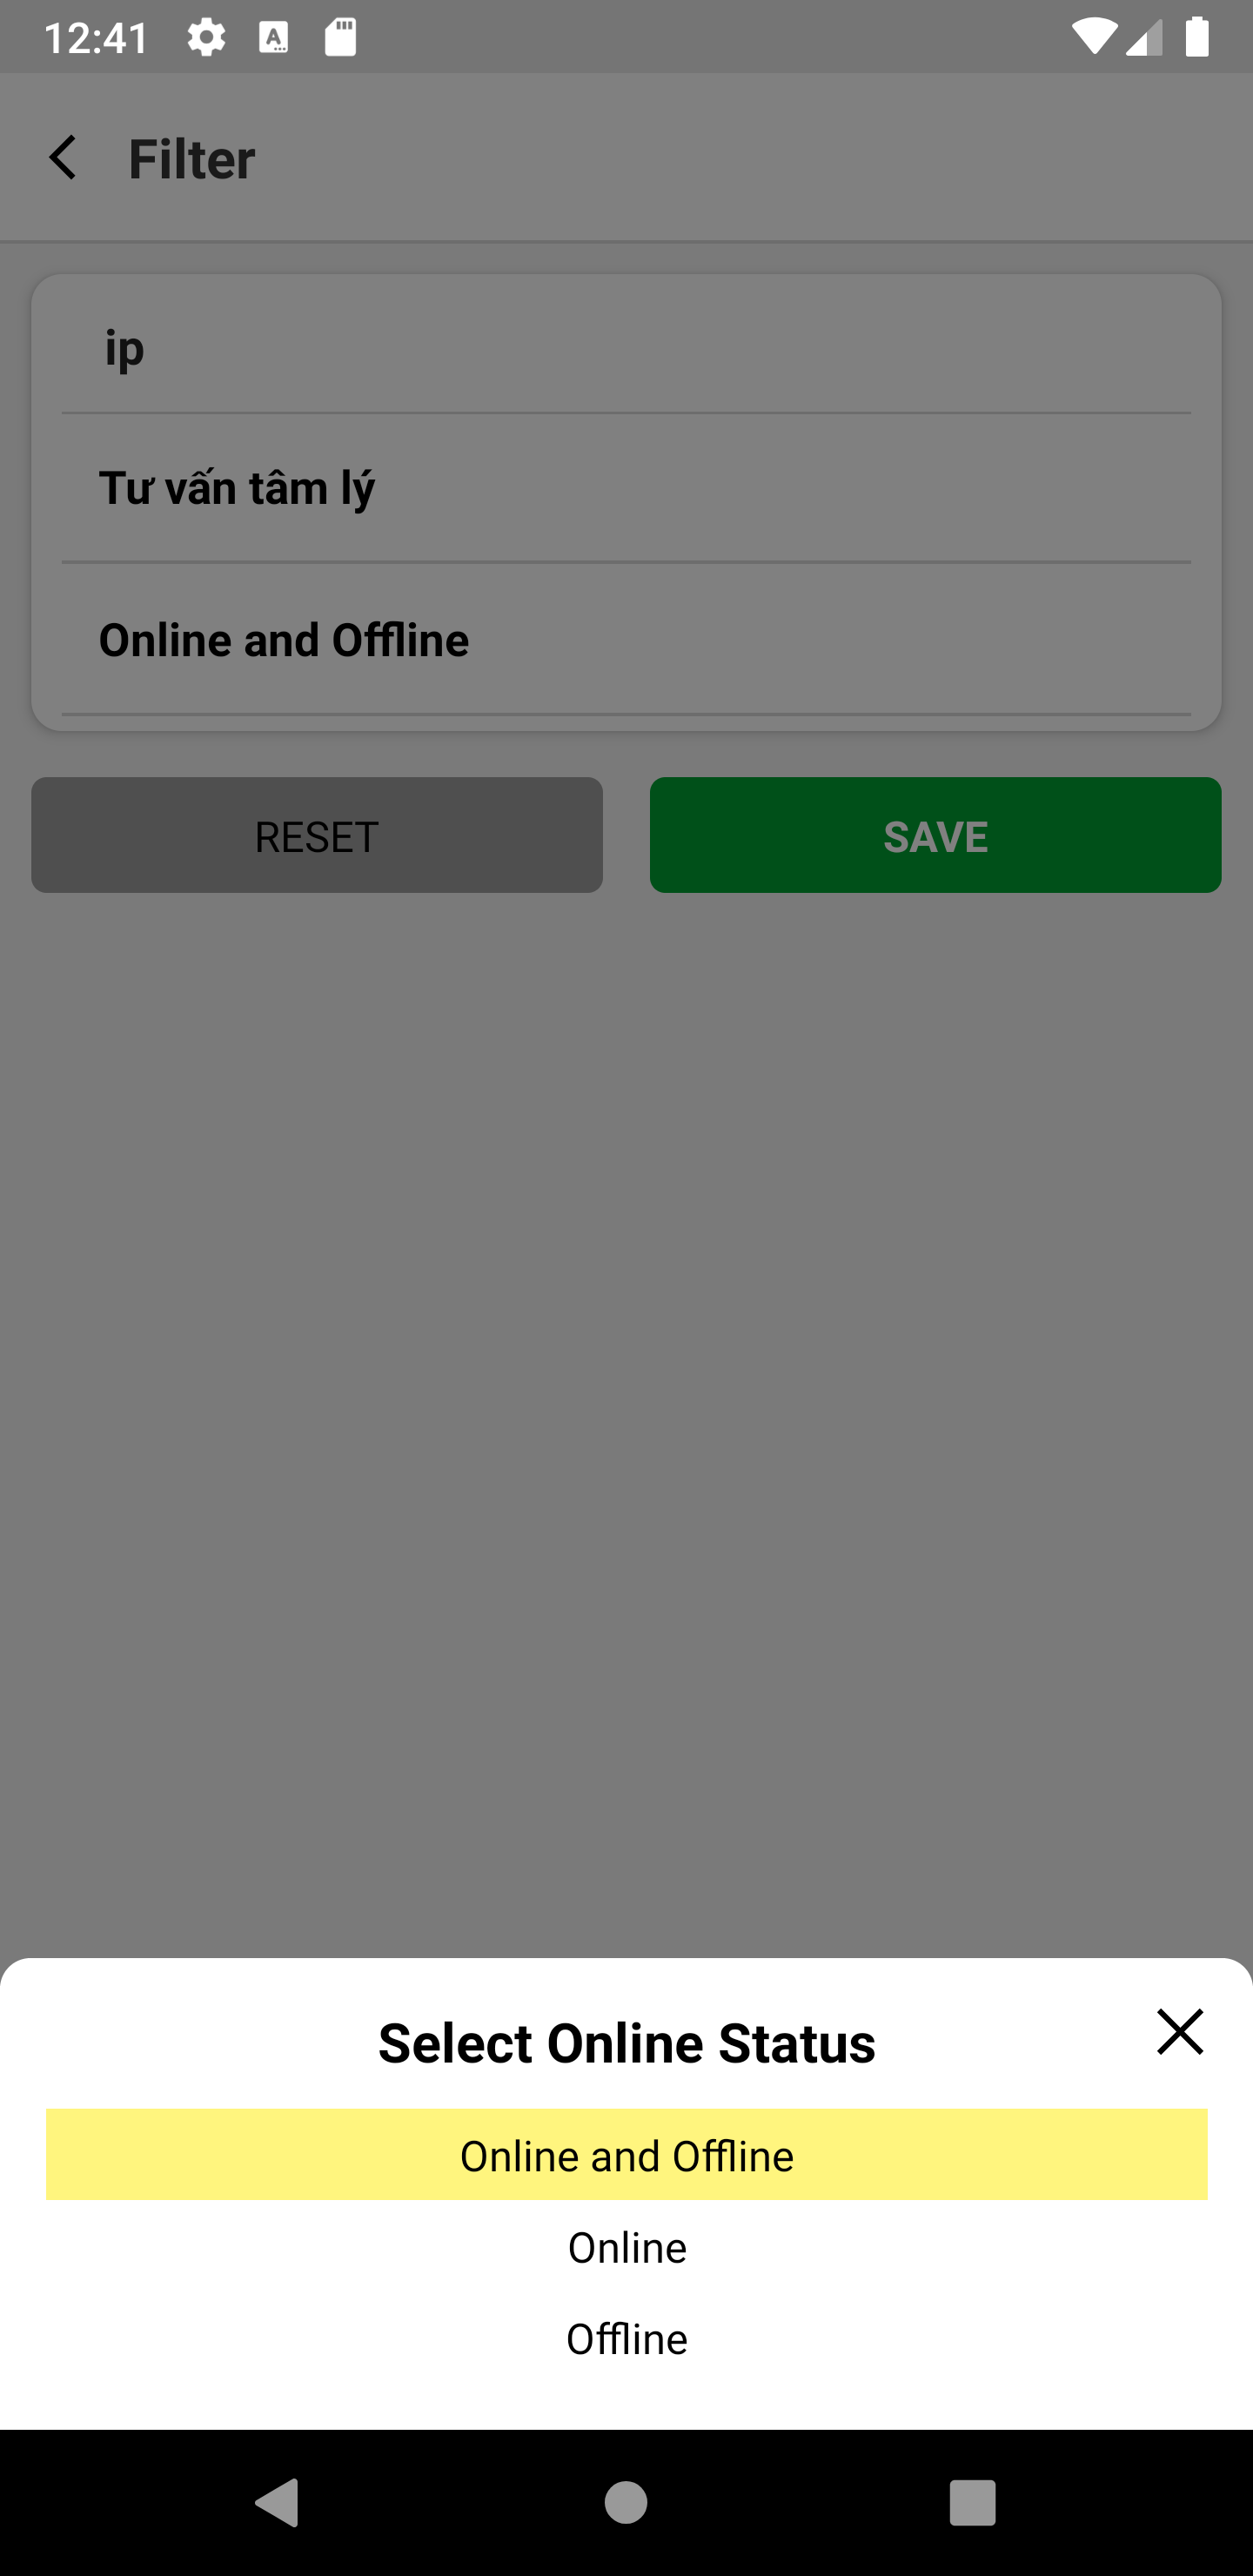 12:41
Filter
ip
Tư vấn tâm lý
Online and Offline
RESET
SAVE
Select Online Status
Online and Offline
Online
Offline